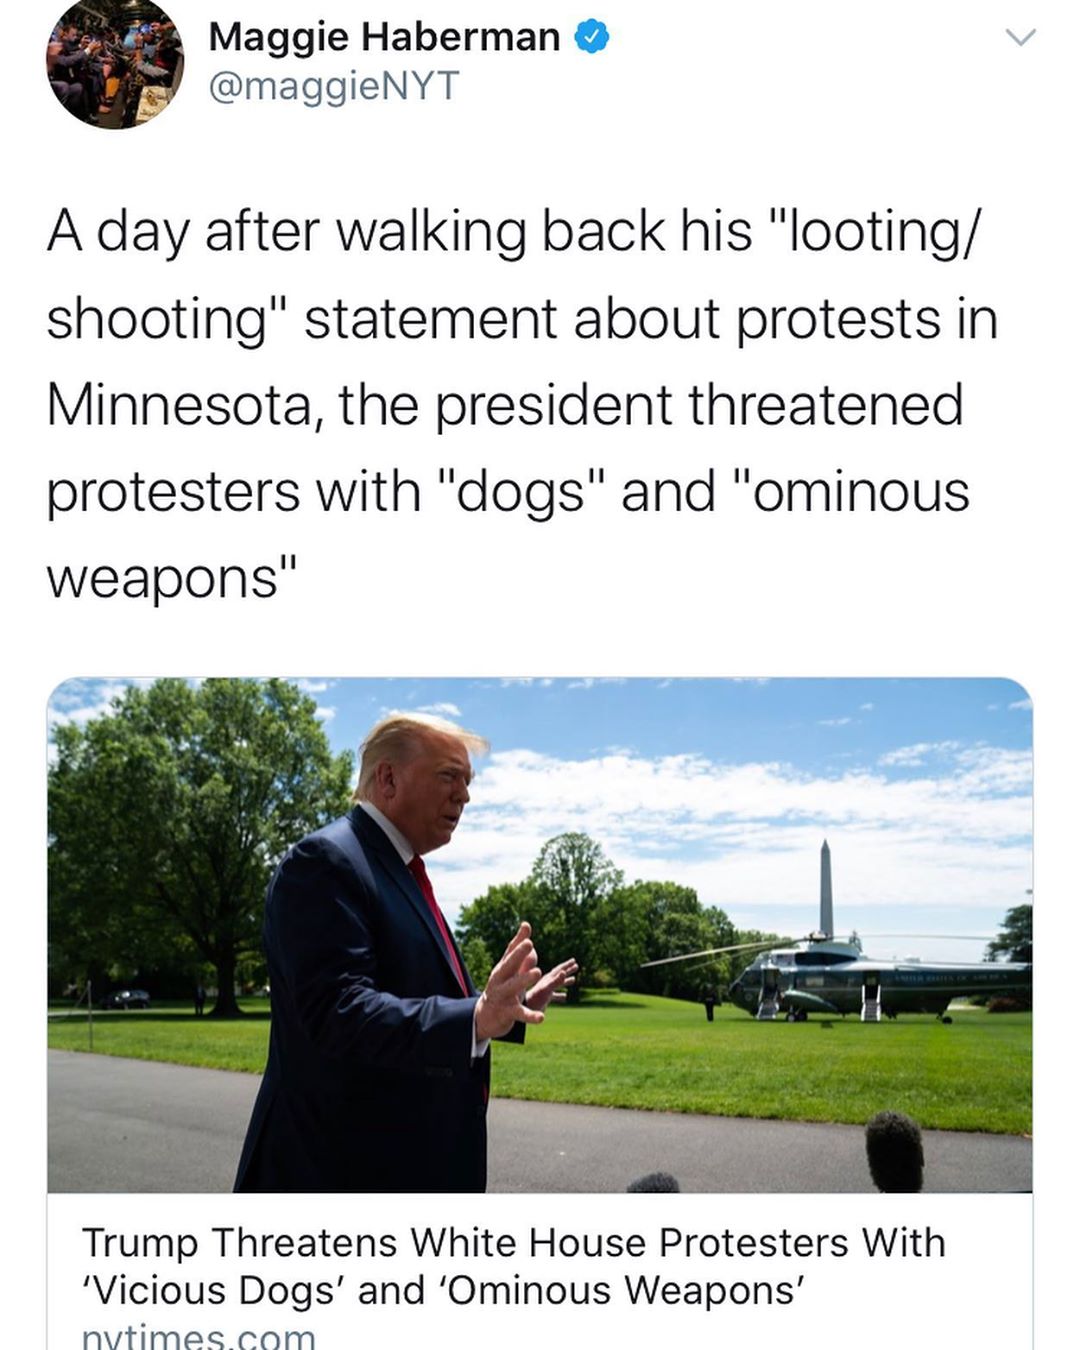 Maggie Haberman
@maggieNYT
A day after walking back his "looting/
shooting" statement about protests in
Minnesota, the president threatened
protesters with "dogs" and "ominous
weapons"
Trump Threatens White House Protesters With
‘Vicious Dogs’ and ‘Ominous Weapons’
nytimes.com